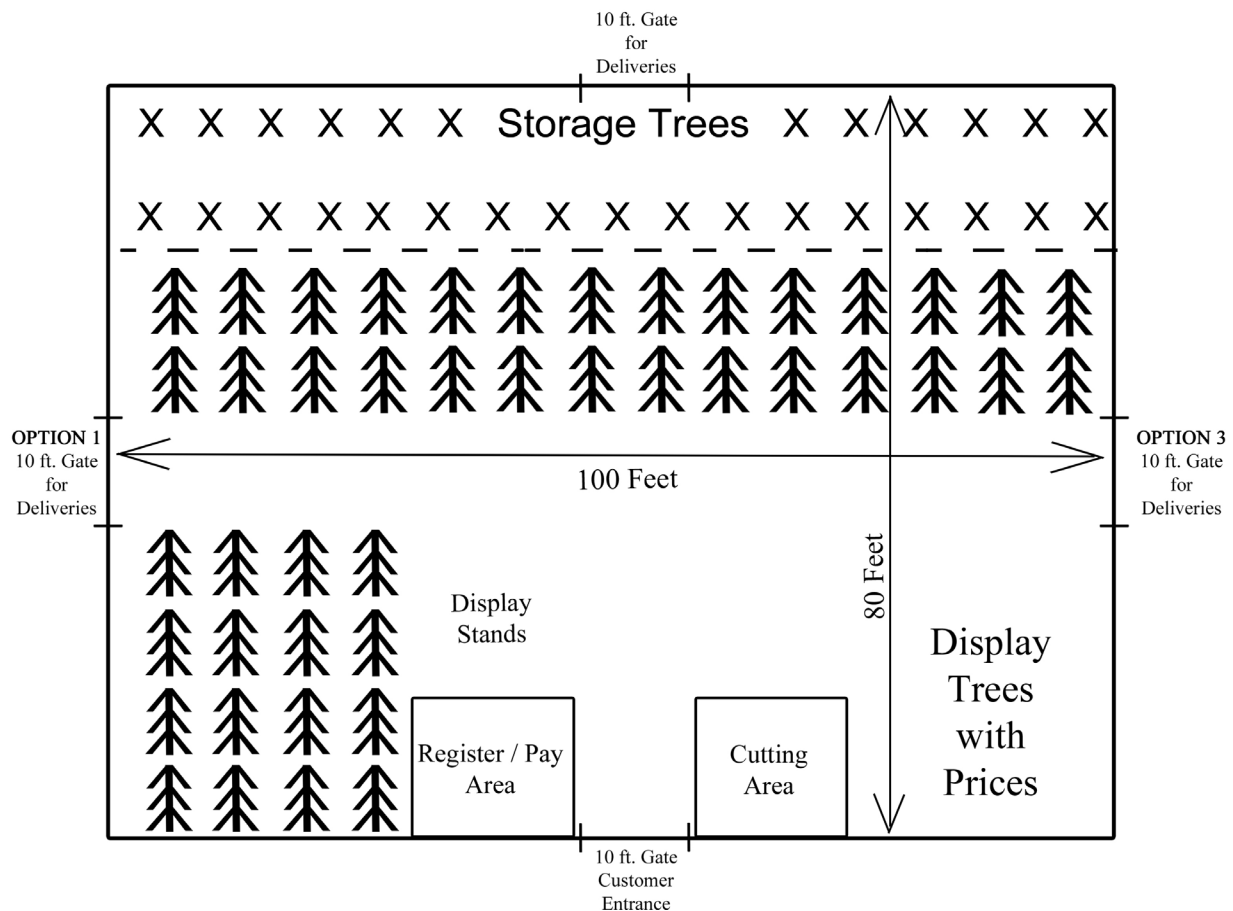 10 ft. Gate
for
Deliveries
X X X X X X Storage Trees X X X X X X
X X X X X X X X X X X X X X X X X
OPTION 1
10 ft. Gate
for
Deliveries
100 Feet
OPTION 3
10 ft. Gate
for
Deliveries
80 Feet
Display
Stands
Display
Trees
with
Prices
Register / Pay
Area
Cutting
Area
10 ft. Gate
Customer
Entrance